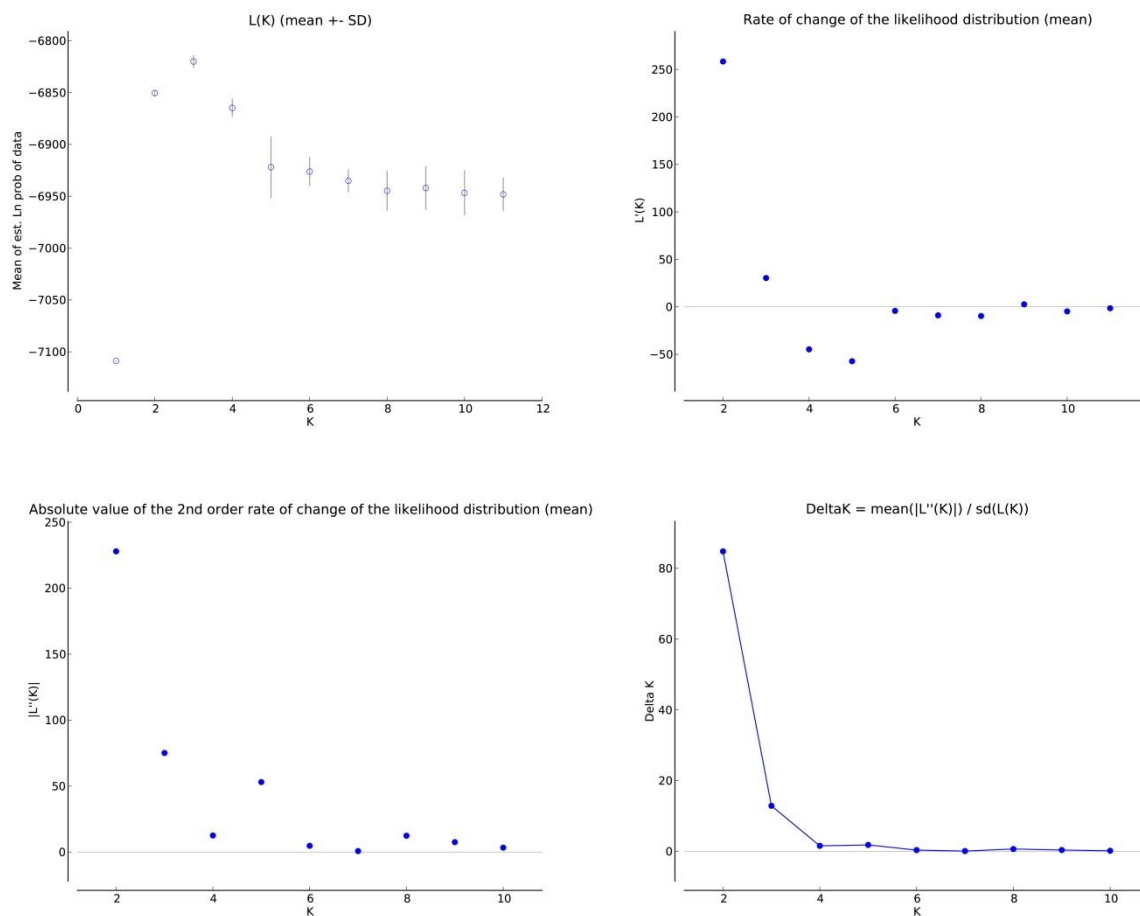 L(K) (mean +- SD)
−6800
−6850
−6900
−6950
−7000
−7050
−7100
Mean of est. Ln prob of data
0 2 4 6 8 10 12
K
Rate of change of the likelihood distribution (mean)
250
200
150
100
50
0
−50
L'(K)
2 4 6 8 10
K
Absolute value of the 2nd order rate of change of the likelihood distribution (mean)
250
200
150
100
50
0
|L''(K)|
2 4 6 8 10
K
DeltaK = mean(|L''(K)|) / sd(L(K))
80
60
40
20
0
Delta K
2 4 6 8 10
K